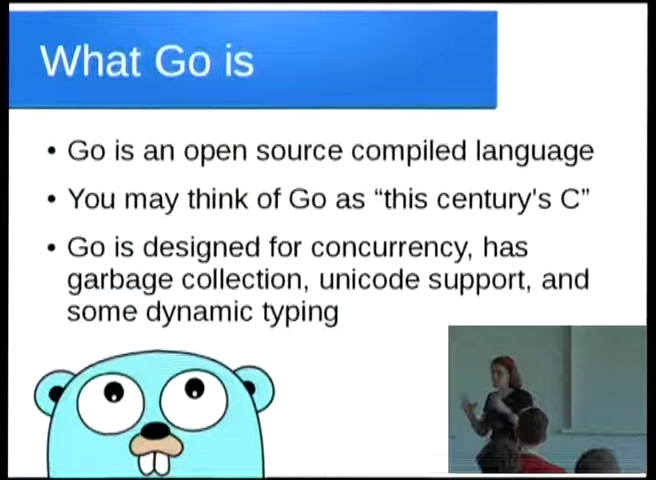 What Go is
• Go is an open source compiled language
• You may think of Go as “this century's C”
• Go is designed for concurrency, has
garbage collection, unicode support, and
some dynamic typing